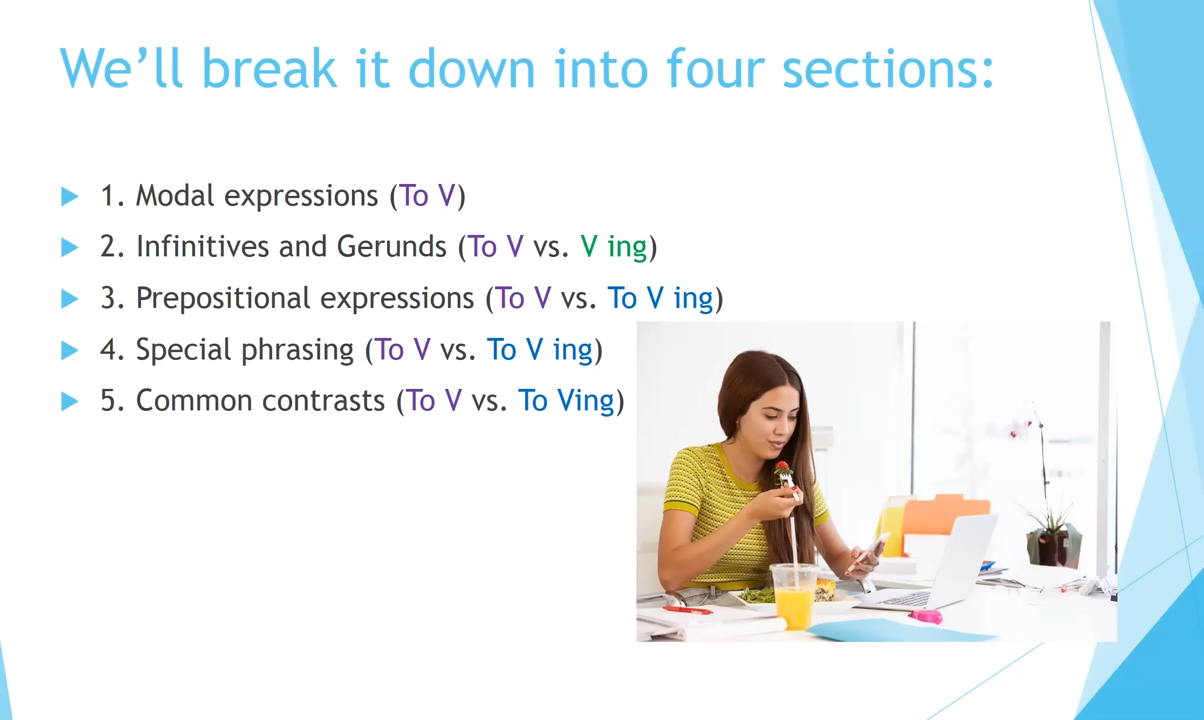 We’ll break it down into four sections:
1. Modal expressions (To V)
2. Infinitives and Gerunds (To V vs. V ing)
3. Prepositional expressions (To V vs. To V ing)
4. Special phrasing (To V vs. To V ing)
5. Common contrasts (To V vs. To Ving)